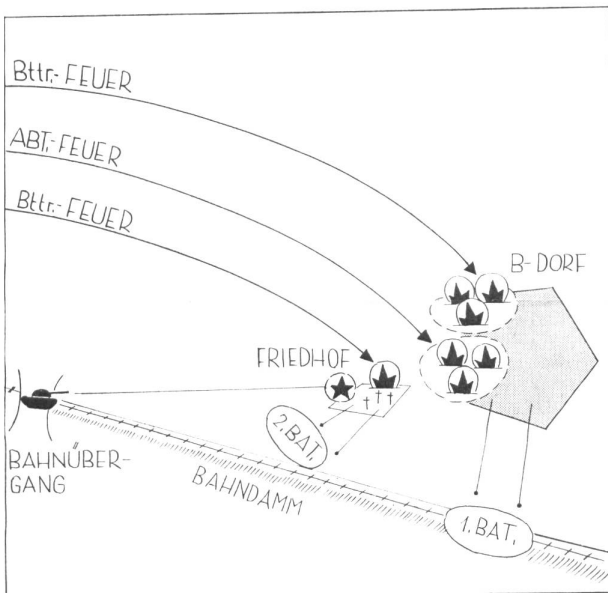 Bttr.-FEUER
ABT.-FEUER
Bttr.-FEUER
B-DORF
FRIEDHOF
2.BAT.
BAHNÜBER-
GANG
BAHNDAMM
1.BAT.